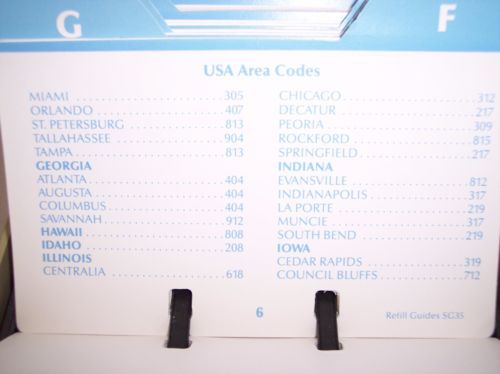 G F
USA Area Codes
MIAMI 305
ORLANDO 407
ST. PETERSBURG 813
TALLAHASSEE 904
TAMPA 813
GEORGIA
ATLANTA 404
AUGUSTA 404
COLUMBUS 404
SAVANNAH 912
HAWAII 808
IDAHO 208
ILLINOIS
CENTRALIA 618
CHICAGO 312
DECATUR 217
PEORIA 309
ROCKFORD 815
SPRINGFIELD 217
INDIANA
EVANSVILLE 812
INDIANAPOLIS 317
LA PORTE 219
MUNCIE 317
SOUTH BEND 219
IOWA
CEDAR RAPIDS 319
COUNCIL BLUFFS 712
6
Refill Guides SG35